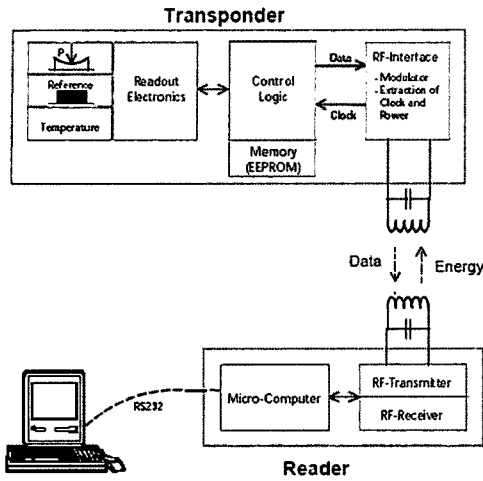 Transponder
P
Reference
Temperature
Readout
Electronics
Control
Logic
Memory
(EEPROM)
Data
Clock
RF-Interface
- Modulator
- Extraction of
Clock and
Power
Data
Energy
RS232
Micro-Computer
RF-Transmitter
RF-Receiver
Reader